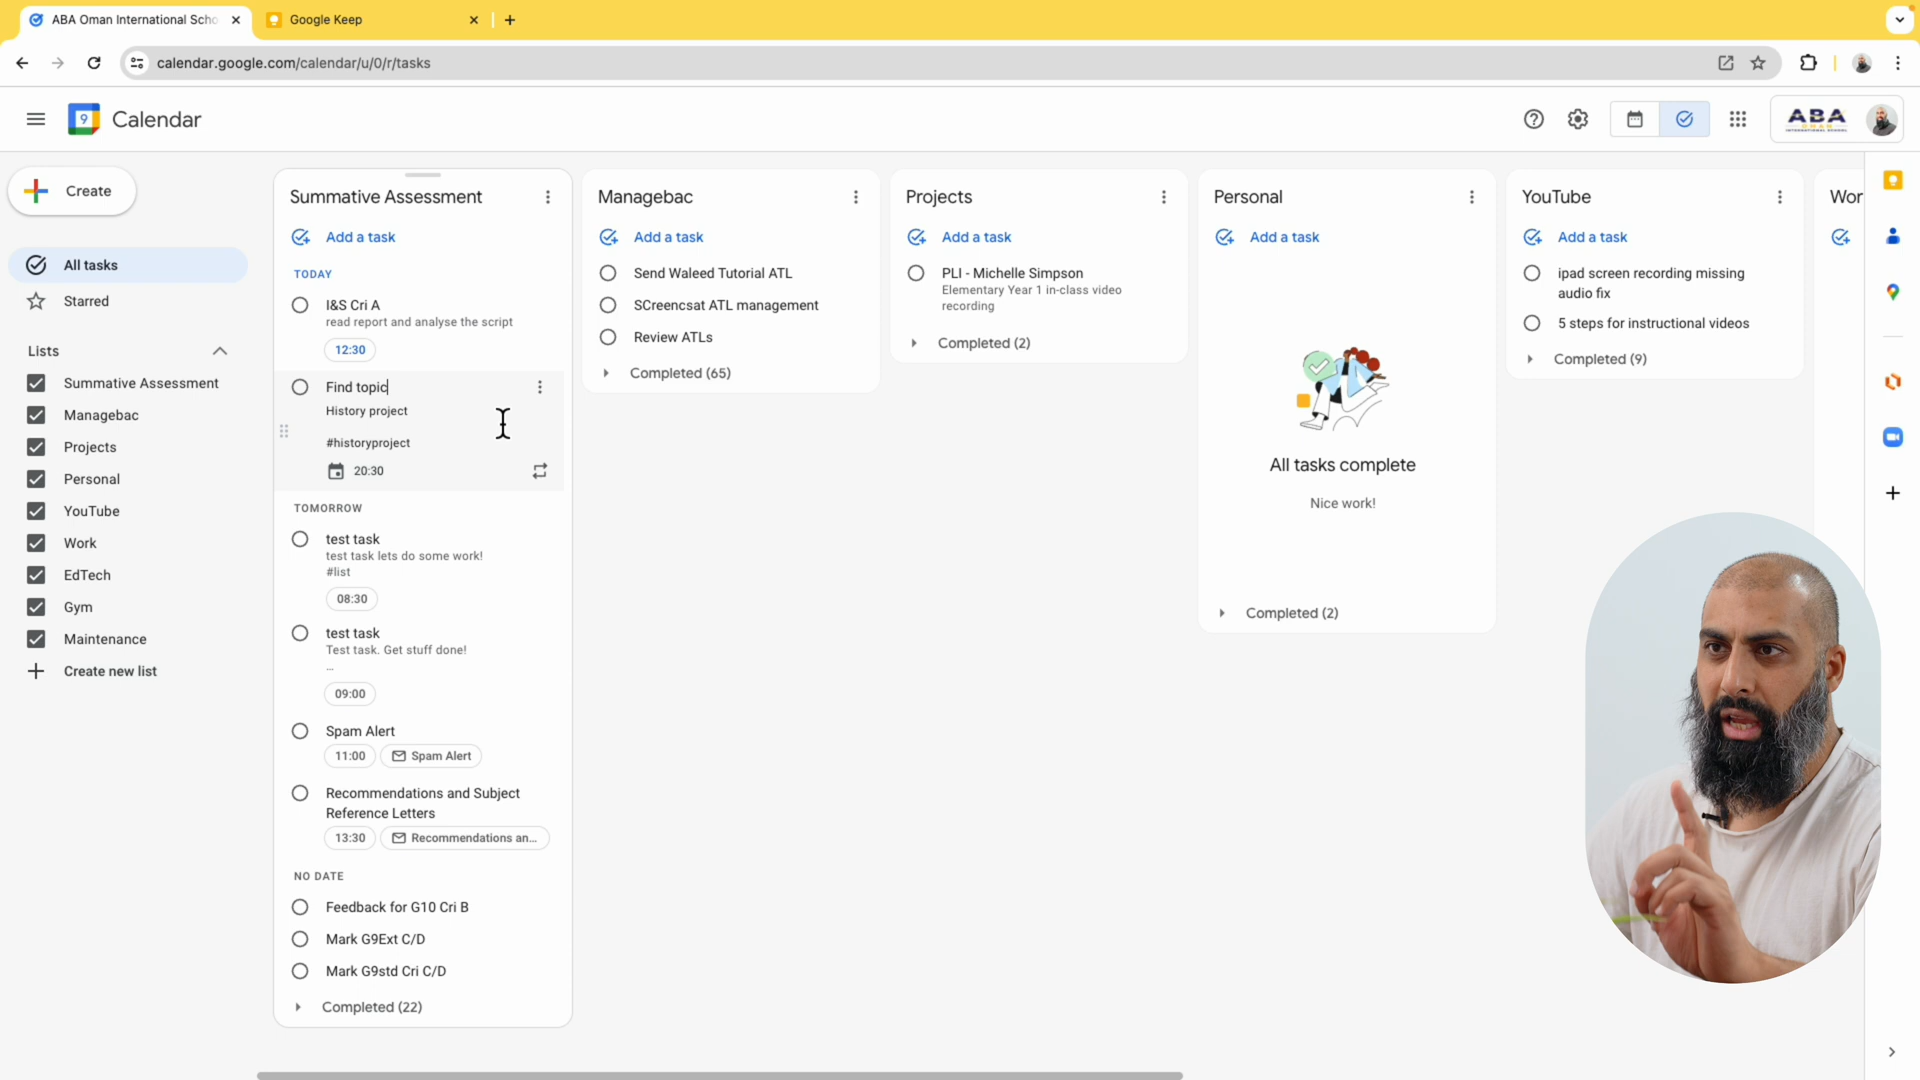 ABA Oman International Scho
Google Keep
calendar.google.com/calendar/u/0/r/tasks
9
Calendar
ABA
OMAN
INTERNATIONAL SCHOOL
Create
All tasks
Starred
Lists
Summative Assessment
Managebac
Projects
Personal
YouTube
Work
EdTech
Gym
Maintenance
Create new list
Summative Assessment
Add a task
TODAY
I&S Cri A
read report and analyse the script
12:30
Find topic
History project
#historyproject
20:30
TOMORROW
test task
test task lets do some work!
#list
08:30
test task
Test task. Get stuff done!
...
09:00
Spam Alert
11:00
Spam Alert
Recommendations and Subject
Reference Letters
13:30
Recommendations an...
NO DATE
Feedback for G10 Cri B
Mark G9Ext C/D
Mark G9std Cri C/D
Completed (22)
Managebac
Add a task
Send Waleed Tutorial ATL
SCreencsat ATL management
Review ATLs
Completed (65)
Projects
Add a task
PLI - Michelle Simpson
Elementary Year 1 in-class video
recording
Completed (2)
Personal
Add a task
All tasks complete
Nice work!
Completed (2)
YouTube
Add a task
ipad screen recording missing
audio fix
5 steps for instructional videos
Completed (9)
Wor